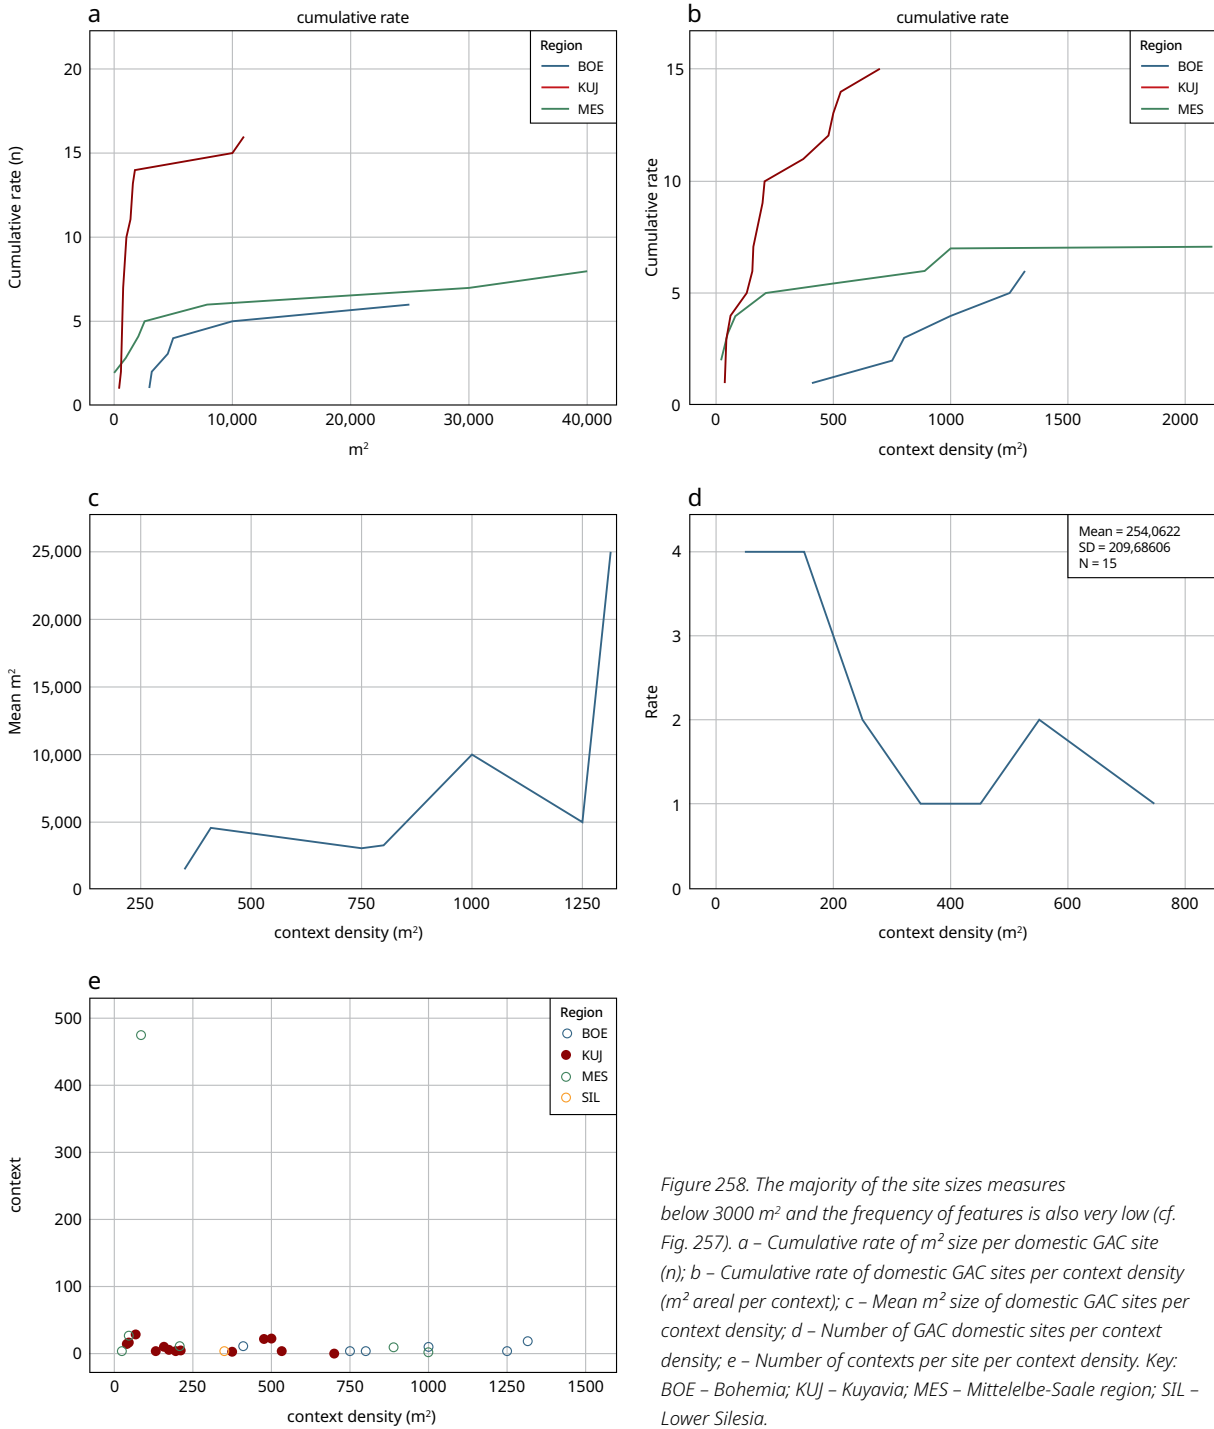 a
cumulative rate
Region
BOE
KUJ
MES
Cumulative rate (n)
20
15
10
5
0
0 10,000 20,000 30,000 40,000
m²
b
cumulative rate
Region
BOE
KUJ
MES
Cumulative rate
15
10
5
0
0 500 1000 1500 2000
context density (m²)
c
Mean m²
25,000
20,000
15,000
10,000
5,000
0
250 500 750 1000 1250
context density (m²)
d
Mean = 254,0622
SD = 209,68606
N = 15
Rate
4
3
2
1
0
0 200 400 600 800
context density (m²)
e
Region
BOE
KUJ
MES
SIL
context
500
400
300
200
100
0
0 250 500 750 1000 1250 1500
context density (m²)
Figure 258. The majority of the site sizes measures
below 3000 m² and the frequency of features is also very low (cf.
Fig. 257). a – Cumulative rate of m² size per domestic GAC site
(n); b – Cumulative rate of domestic GAC sites per context density
(m² areal per context); c – Mean m² size of domestic GAC sites per
context density; d – Number of GAC domestic sites per context
density; e – Number of contexts per site per context density. Key:
BOE – Bohemia; KUJ – Kuyavia; MES – Mittelelbe-Saale region; SIL –
Lower Silesia.